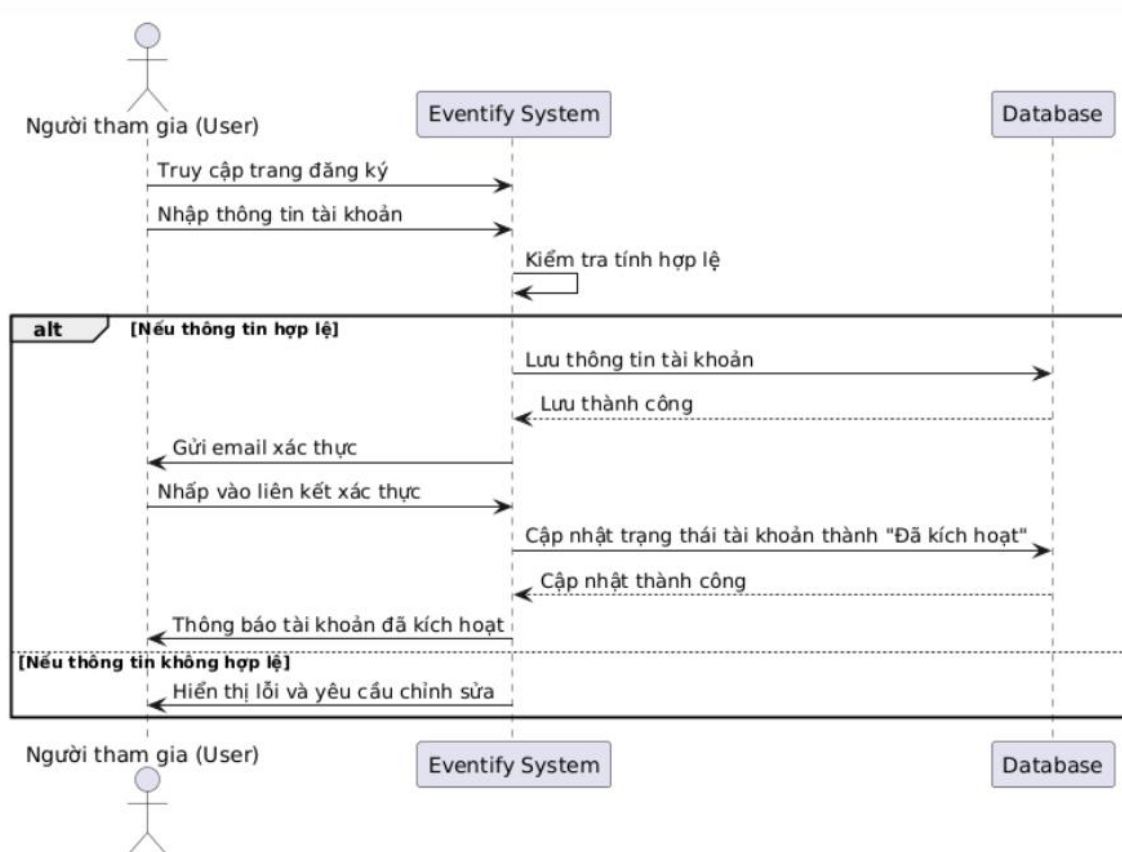 Người tham gia (User)
Eventify System
Database
Truy cập trang đăng ký
Nhập thông tin tài khoản
Kiểm tra tính hợp lệ
alt
[Nếu thông tin hợp lệ]
Lưu thông tin tài khoản
Lưu thành công
Gửi email xác thực
Nhấp vào liên kết xác thực
Cập nhật trạng thái tài khoản thành "Đã kích hoạt"
Cập nhật thành công
Thông báo tài khoản đã kích hoạt
[Nếu thông tin không hợp lệ]
Hiển thị lỗi và yêu cầu chỉnh sửa
Người tham gia (User)
Eventify System
Database